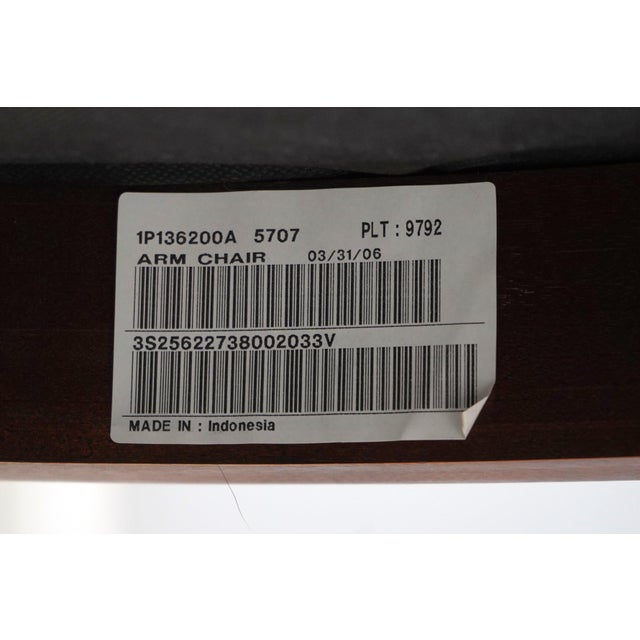 1P136200A 5707 PLT : 9792
ARM CHAIR 03/31/06
3S25622738002033V
MADE IN : Indonesia